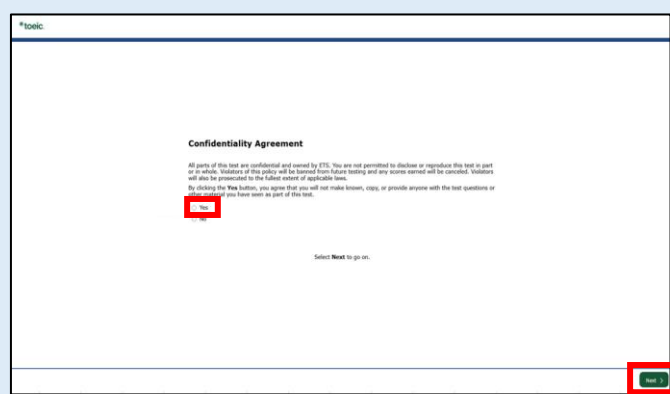 *toeic.
Confidentiality Agreement
All parts of this test are confidential and owned by ETS. You are not permitted to disclose or reproduce this test in part
or in whole. Violators of this policy will be banned from future testing and any scores earned will be canceled. Violators
will also be prosecuted to the fullest extent of applicable laws.
By clicking the Yes button, you agree that you will not make known, copy, or provide anyone with the test questions or
other material you have seen as part of this test.
Yes
No
Select Next to go on.
Next >